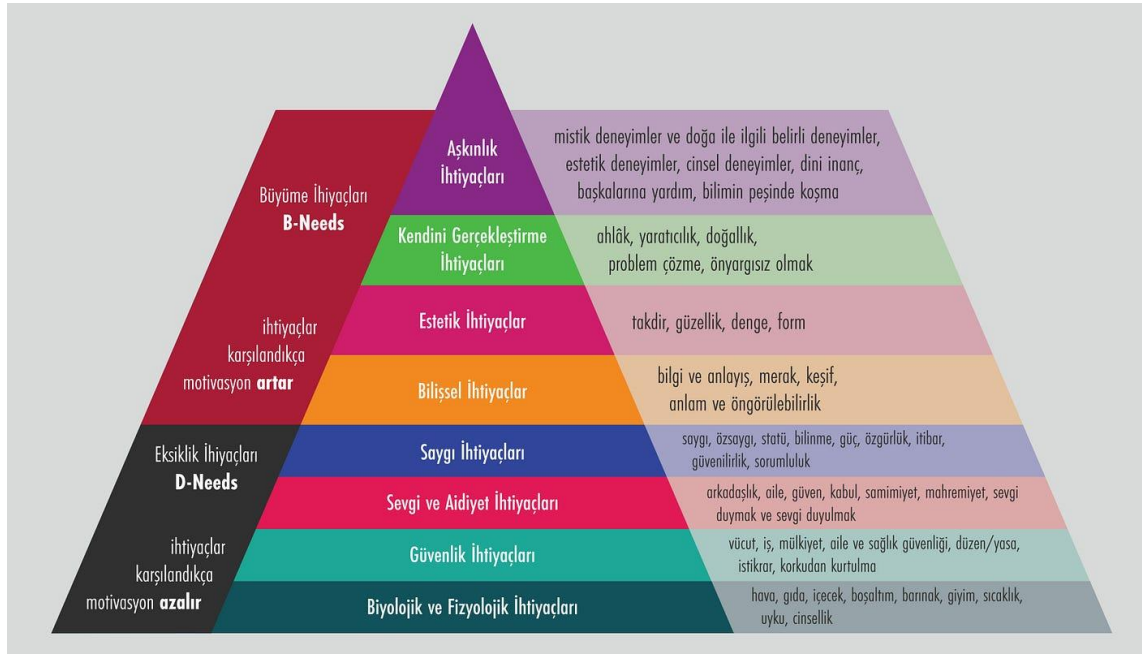 Aşkınlık
İhtiyaçları
mistik deneyimler ve doğa ile ilgili belirli deneyimler,
estetik deneyimler, cinsel deneyimler, dini inanç,
başkalarına yardım, bilimin peşinde koşma
Büyüme İhiyaçları
B-Needs
Kendini Gerçekleştirme
İhtiyaçları
ahlâk, yaratıcılık, doğallık,
problem çözme, önyargısız olmak
ihtiyaçlar
karşılandıkça
motivasyon artar
Estetik İhtiyaçlar
takdir, güzellik, denge, form
Bilişsel İhtiyaçlar
bilgi ve anlayış, merak, keşif,
anlam ve öngörülebilirlik
Eksiklik İhiyaçları
D-Needs
Saygı İhtiyaçları
saygı, özsaygı, statü, bilinme, güç, özgürlük, itibar,
güvenilirlik, sorumluluk
Sevgi ve Aidiyet İhtiyaçları
arkadaşlık, aile, güven, kabul, samimiyet, mahremiyet, sevgi
duymak ve sevgi duyulmak
ihtiyaçlar
karşılandıkça
motivasyon azalır
Güvenlik İhtiyaçları
vücut, iş, mülkiyet, aile ve sağlık güvenliği, düzen/yasa,
istikrar, korkudan kurtulma
Biyolojik ve Fizyolojik İhtiyaçları
hava, gıda, içecek, boşaltım, barınak, giyim, sıcaklık,
uyku, cinsellik